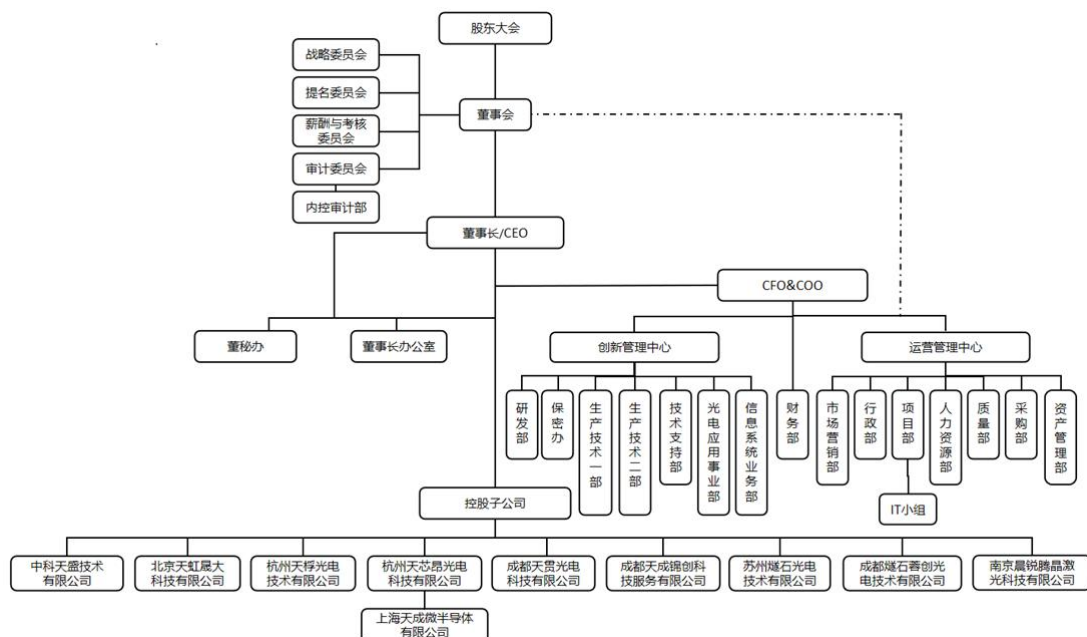 股东大会
战略委员会
提名委员会
董事会
薪酬与考核
委员会
审计委员会
内控审计部
董事长/CEO
CFO&COO
董秘办
董事长办公室
创新管理中心
运营管理中心
研发部
保密办
生产技术一部
生产技术二部
技术支持部
光电应用事业部
信息系统业务部
财务部
市场营销部
行政部
项目部
人力资源部
质量部
采购部
资产管理部
IT小组
控股子公司
中科天盛技术
有限公司
北京天虹晟大
科技有限公司
杭州天桴光电
技术有限公司
杭州天芯昂光电
科技有限公司
成都天贯光电
科技有限公司
成都天成锦创科
技服务有限公司
苏州燧石光电
技术有限公司
成都燧石蓉创光
电技术有限公司
南京晨锐腾晶激
光科技有限公司
上海天成微半导体
有限公司